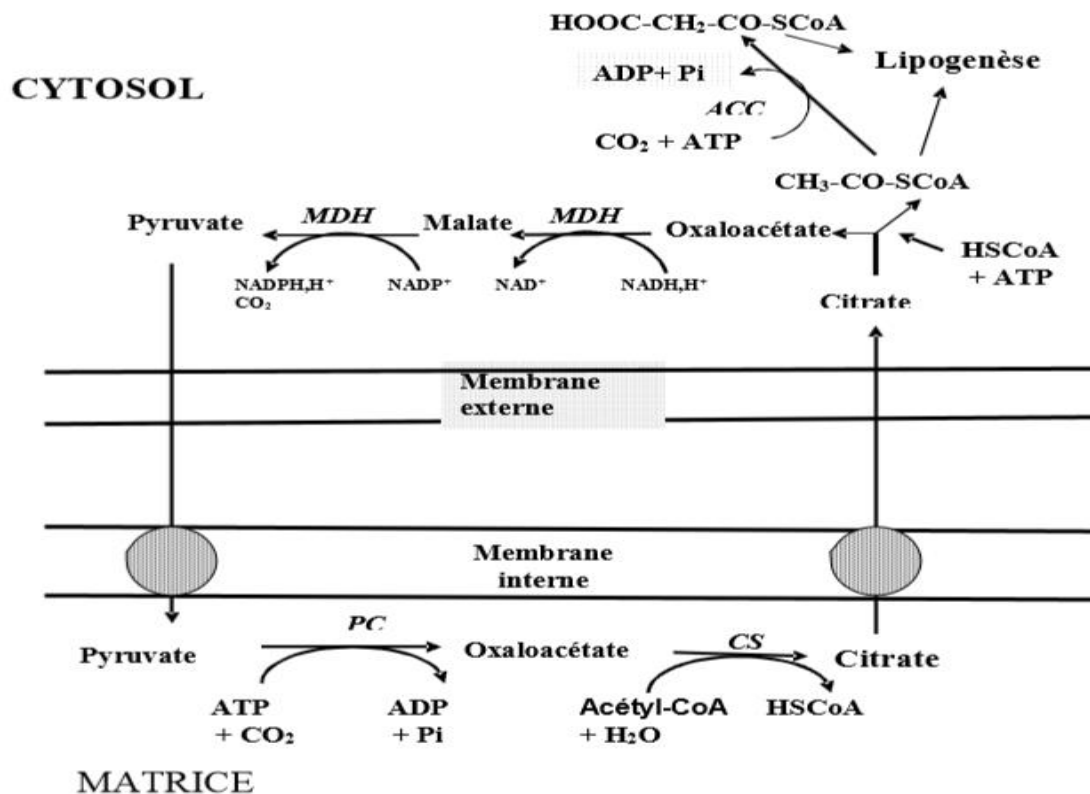 HOOC-CH₂-CO-SCoA
Lipogenèse
ADP+ Pi
CYTOSOL
ACC
CO₂ + ATP
CH₃-CO-SCoA
Pyruvate
MDH
Malate
MDH
Oxaloacétate
HSCoA
+ ATP
NADPH,H⁺
CO₂
NADP⁺
NAD⁺
NADH,H⁺
Citrate
Membrane
externe
Membrane
interne
Pyruvate
PC
Oxaloacétate
CS
Citrate
ATP
+ CO₂
ADP
+ Pi
Acétyl-CoA
+ H₂O
HSCoA
MATRICE